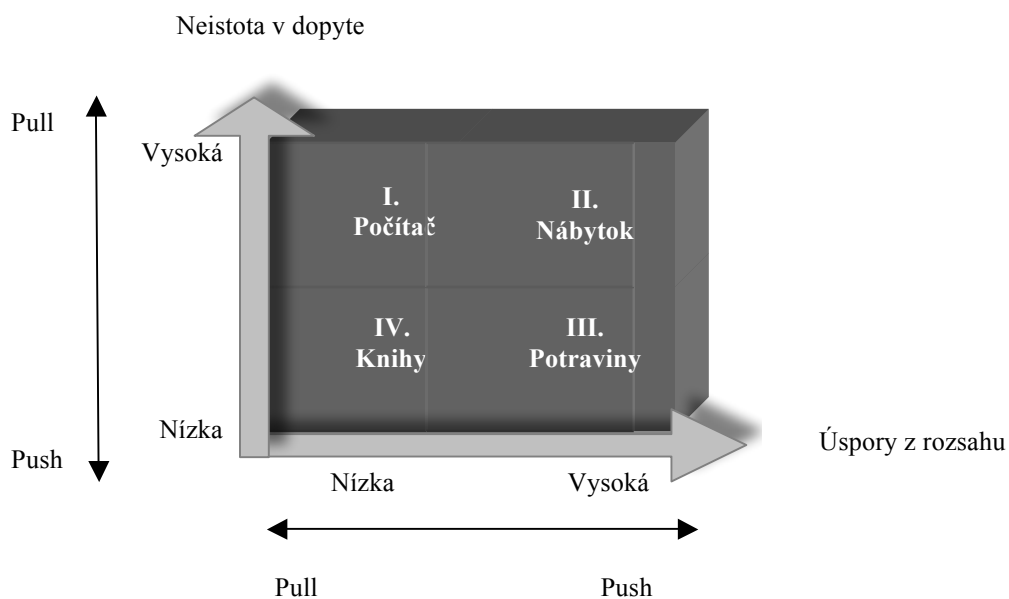 Neistota v dopyte
Pull
Vysoká
I.
Počítač
II.
Nábytok
IV.
Knihy
III.
Potraviny
Nízka
Push
Úspory z rozsahu
Nízka
Vysoká
Pull
Push